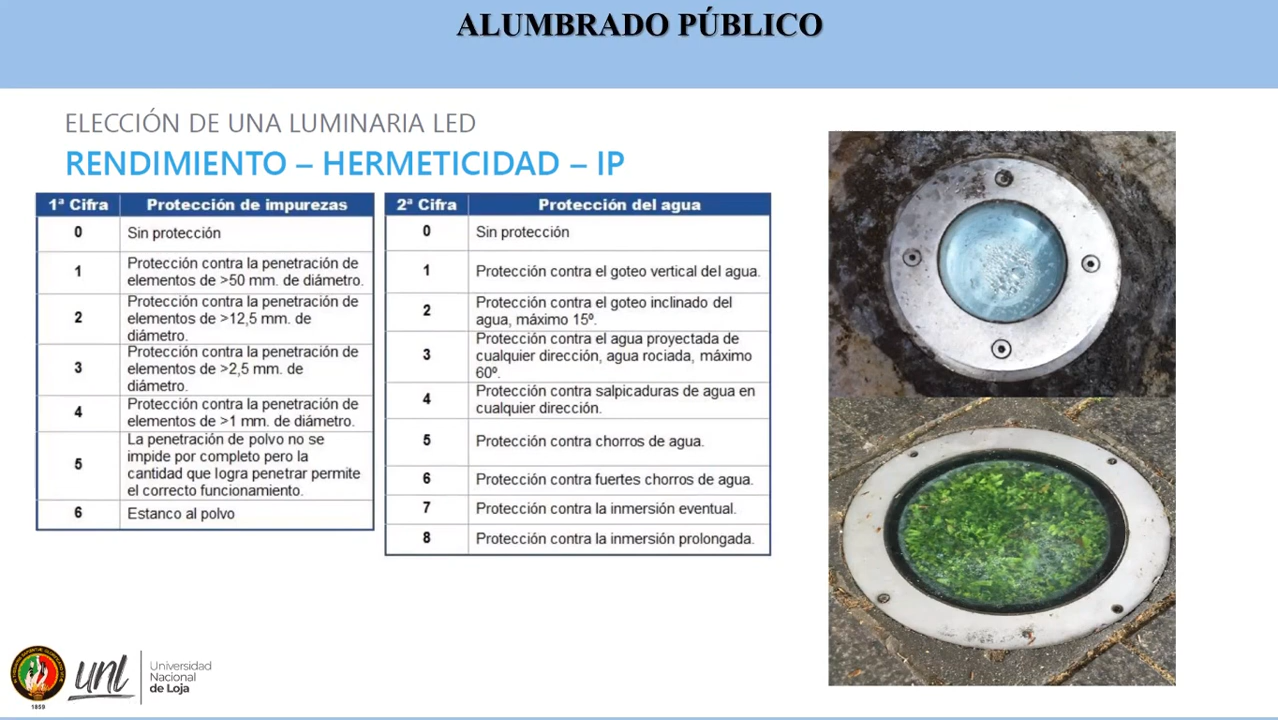 ALUMBRADO PÚBLICO
ELECCIÓN DE UNA LUMINARIA LED
RENDIMIENTO – HERMETICIDAD – IP
1ª Cifra Protección de impurezas
0 Sin protección
1 Protección contra la penetración de
elementos de >50 mm. de diámetro.
2 Protección contra la penetración de
elementos de >12,5 mm. de
diámetro.
3 Protección contra la penetración de
elementos de >2,5 mm. de
diámetro.
4 Protección contra la penetración de
elementos de >1 mm. de diámetro.
5 La penetración de polvo no se
impide por completo pero la
cantidad que logra penetrar permite
el correcto funcionamiento.
6 Estanco al polvo
2ª Cifra Protección del agua
0 Sin protección
1 Protección contra el goteo vertical del agua.
2 Protección contra el goteo inclinado del
agua, máximo 15º.
3 Protección contra el agua proyectada de
cualquier dirección, agua rociada, máximo
60º.
4 Protección contra salpicaduras de agua en
cualquier dirección.
5 Protección contra chorros de agua.
6 Protección contra fuertes chorros de agua.
7 Protección contra la inmersión eventual.
8 Protección contra la inmersión prolongada.
1859
unl
Universidad
Nacional
de Loja